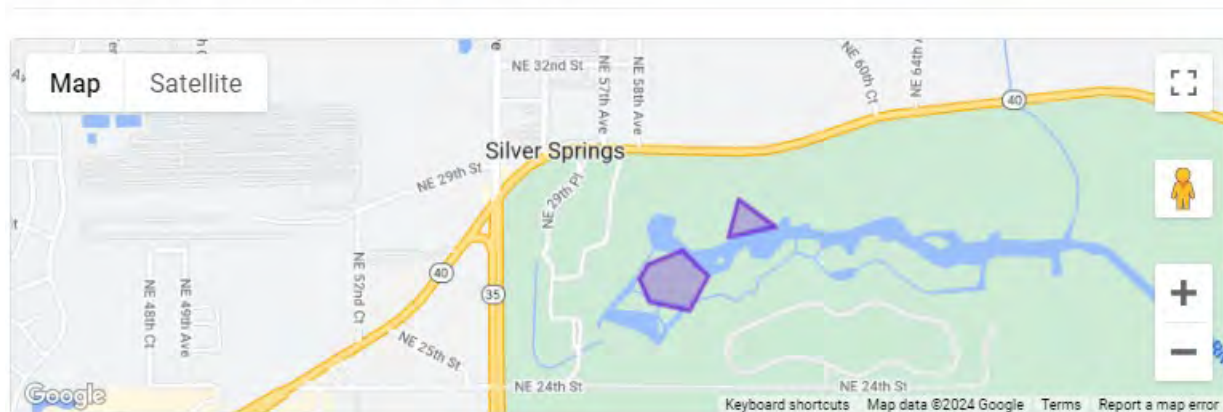 Map
Satellite
NE 32nd St
NE 57th Ave
NE 58th Ave
NE 60th Ct
NE 64th A
40
Silver Springs
NE 29th St
NE 29th Pl
NE 52nd Ct
40
35
NE 48th Ct
NE 49th Ave
NE 25th St
NE 24th St
NE 24th St
Google
Keyboard shortcuts
Map data ©2024 Google
Terms
Report a map error